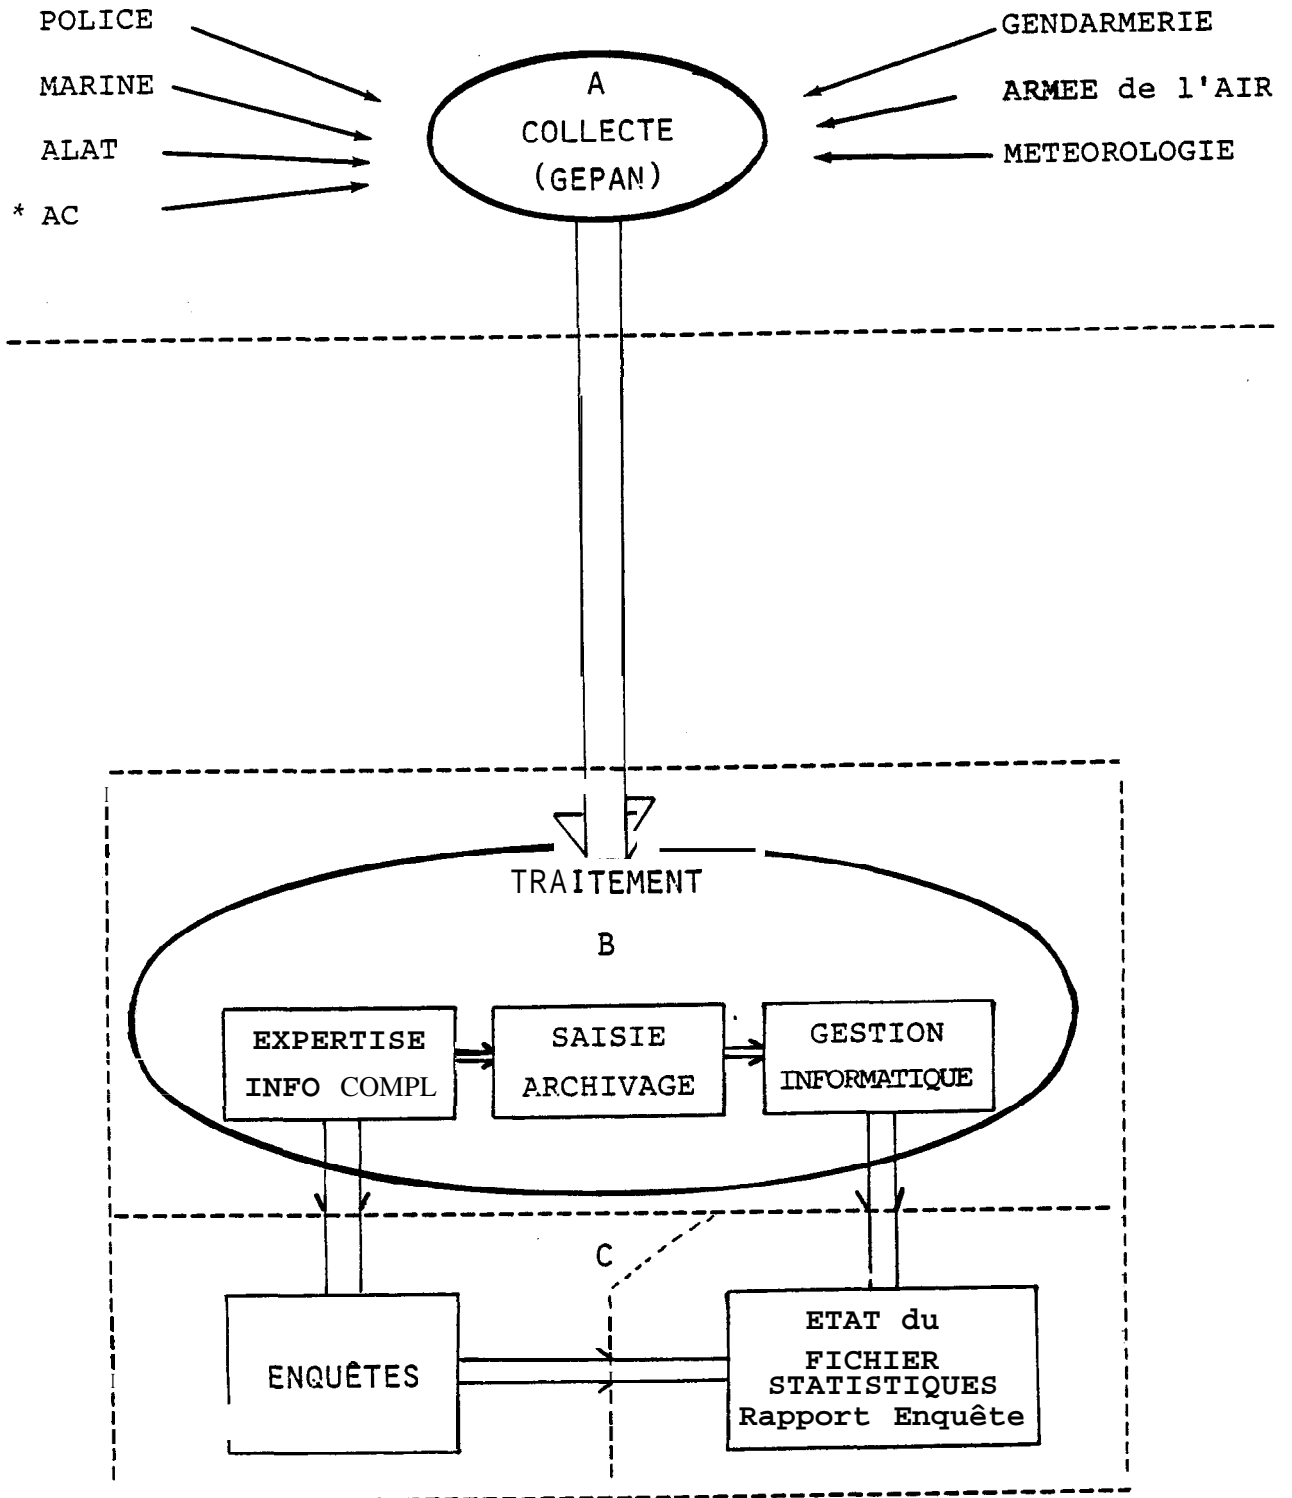 POLICE
MARINE
ALAT
* AC
A
COLLECTE
(GEPAN)
GENDARMERIE
ARMEE de l'AIR
METEOROLOGIE
TRAITEMENT
B
EXPERTISE
INFO COMPL
SAISIE
ARCHIVAGE
GESTION
INFORMATIQUE
C
ENQUÊTES
ETAT du
FICHIER
STATISTIQUES
Rapport Enquête